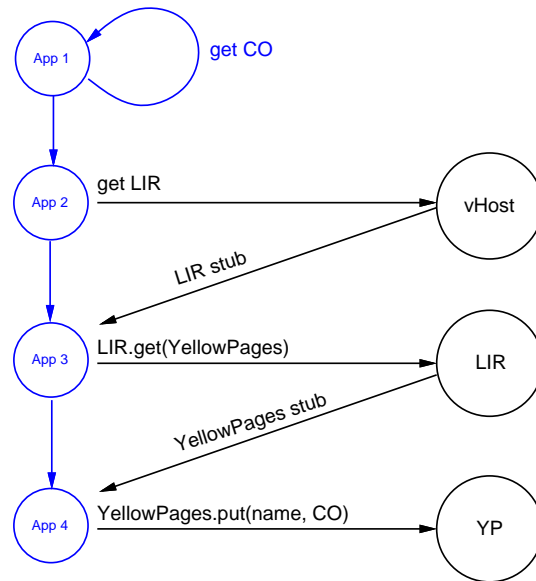 App 1
get CO
get LIR
App 2
vHost
LIR stub
LIR.get(YellowPages)
App 3
LIR
YellowPages stub
YellowPages.put(name, CO)
App 4
YP